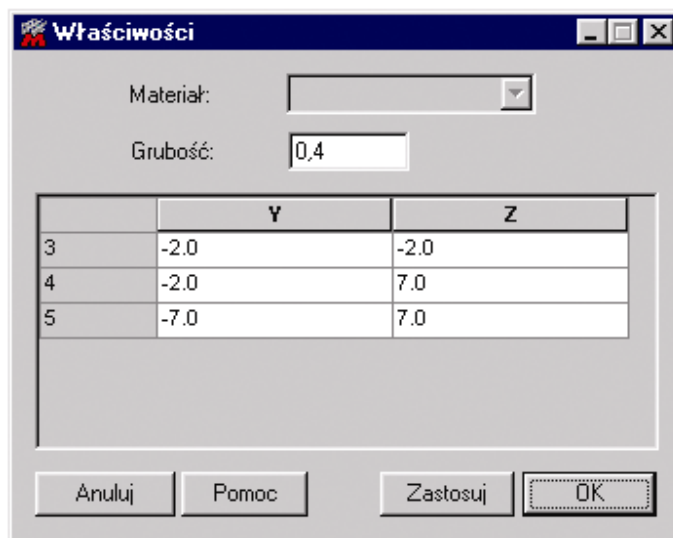 Właściwości
Materiał:
Grubość: 0,4
Y Z
3 -2.0 -2.0
4 -2.0 7.0
5 -7.0 7.0
Anuluj Pomoc Zastosuj OK